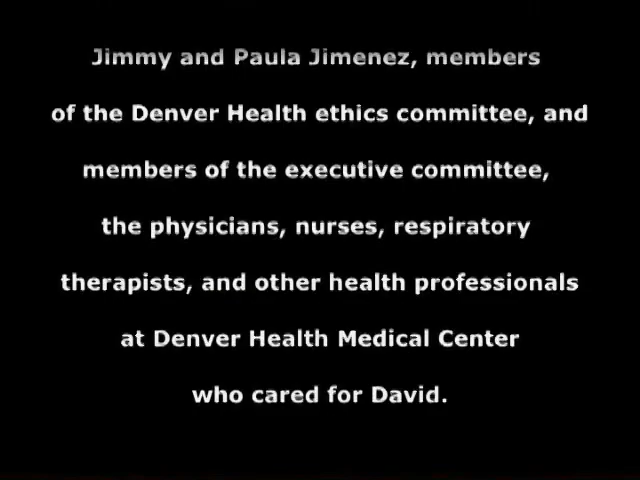 Jimmy and Paula Jimenez, members
of the Denver Health ethics committee, and
members of the executive committee,
the physicians, nurses, respiratory
therapists, and other health professionals
at Denver Health Medical Center
who cared for David.